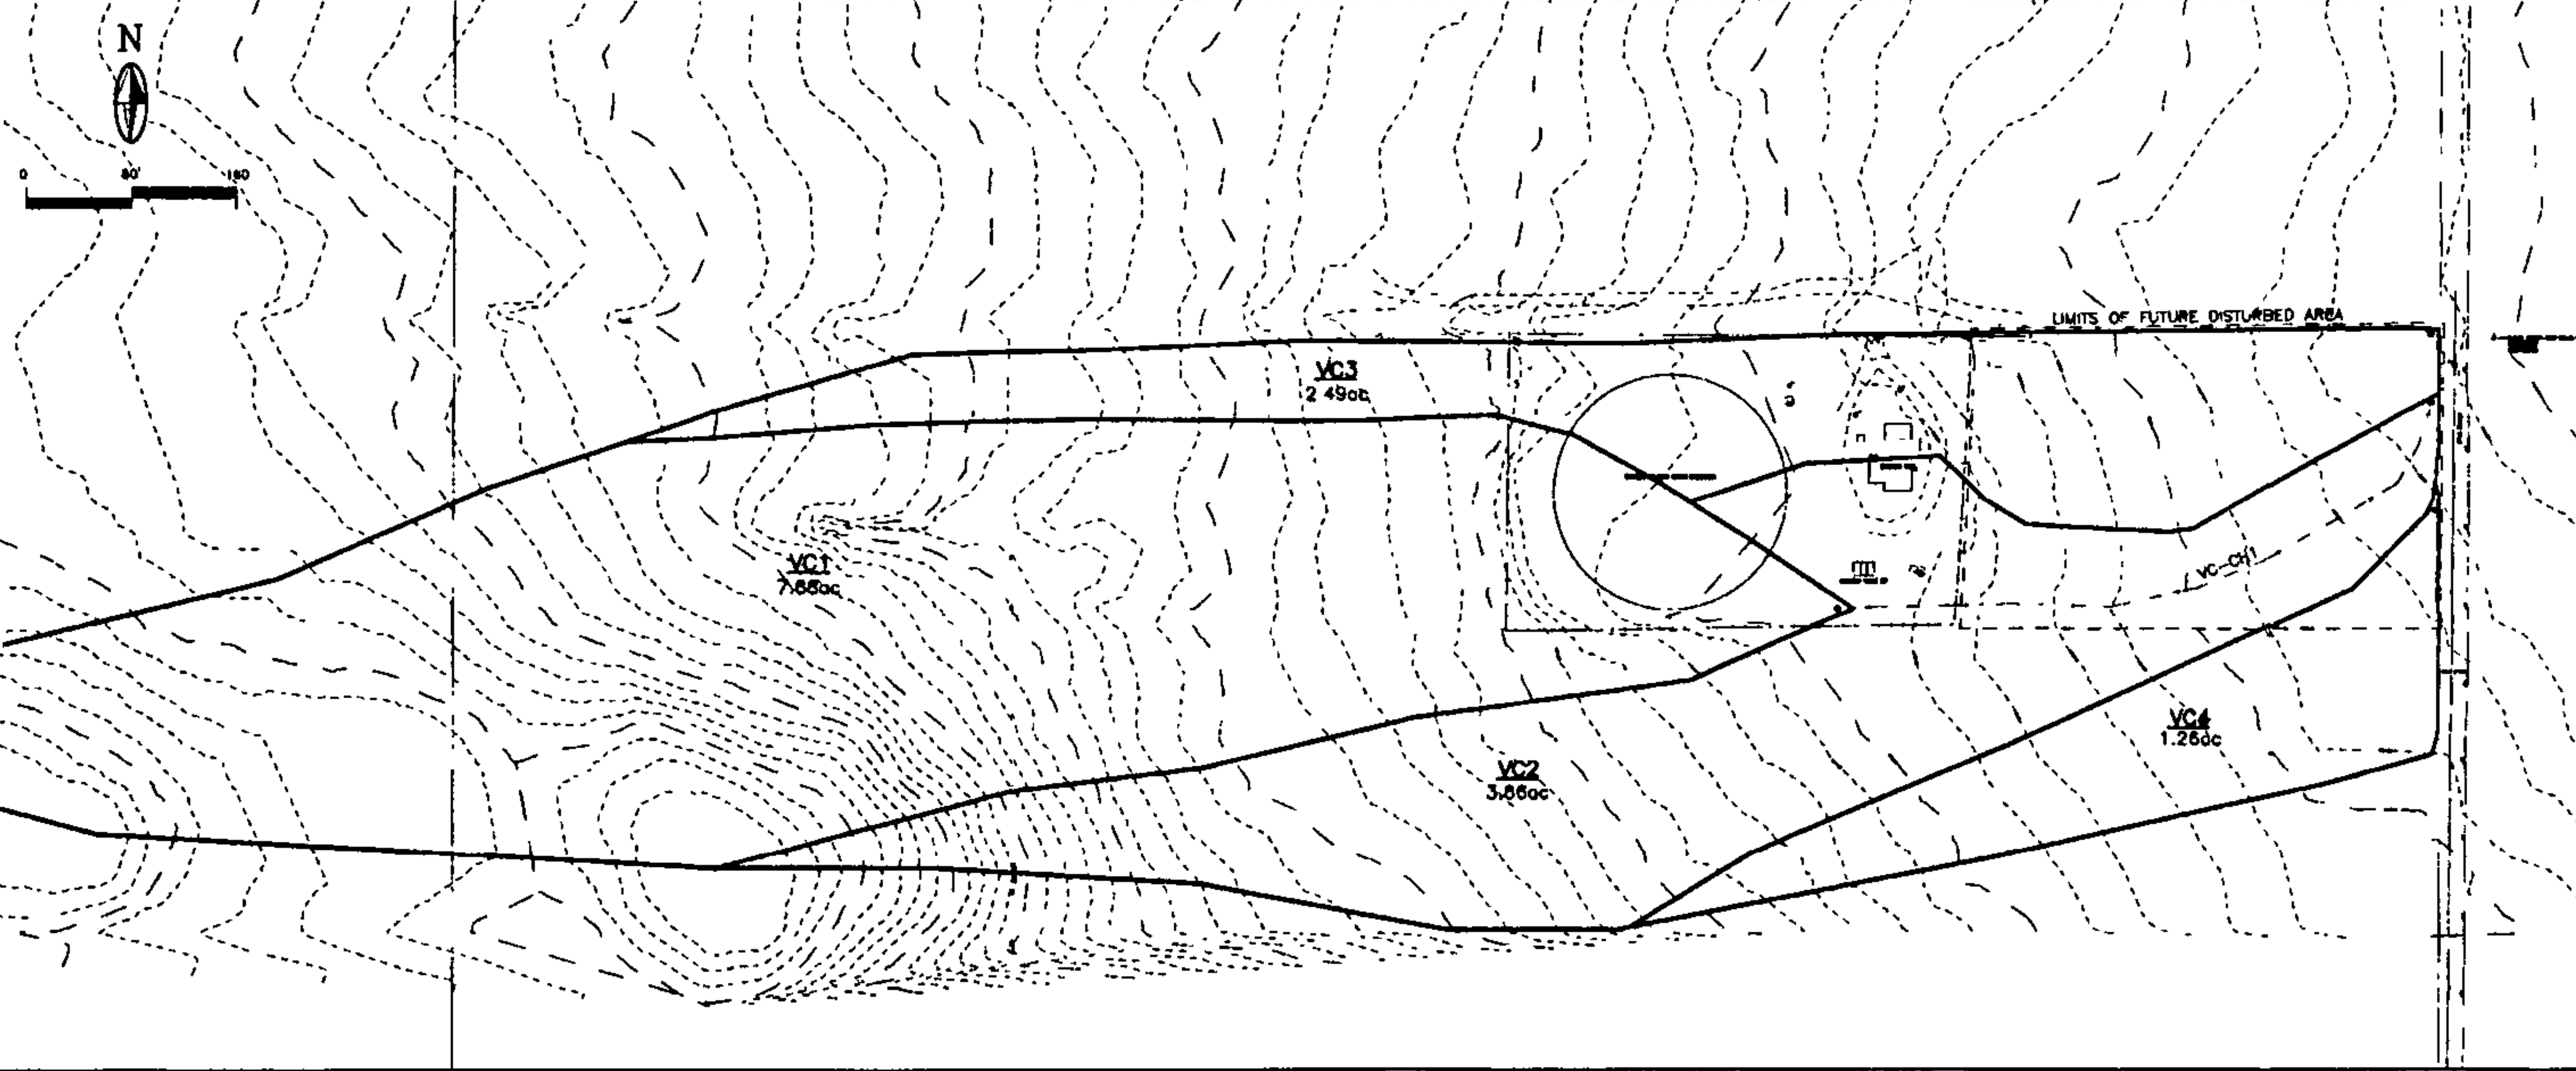 N
0 80' 160
LIMITS OF FUTURE DISTURBED AREA
VC3
2.49ac
VC1
7.66ac
VC-CH1
VC4
1.26ac
VC2
3.86ac